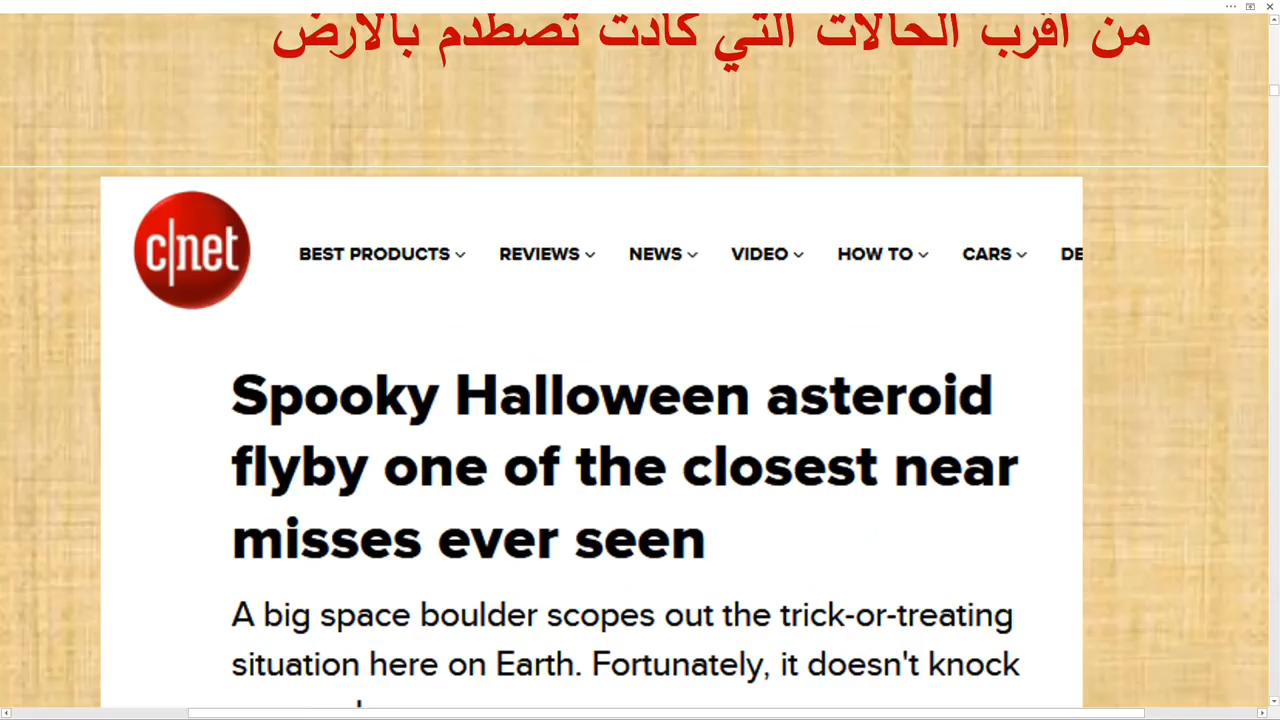 من أقرب الحالات التي كادت تصطدم بالأرض
c|net
BEST PRODUCTS REVIEWS NEWS VIDEO HOW TO CARS DE
Spooky Halloween asteroid
flyby one of the closest near
misses ever seen
A big space boulder scopes out the trick-or-treating
situation here on Earth. Fortunately, it doesn't knock